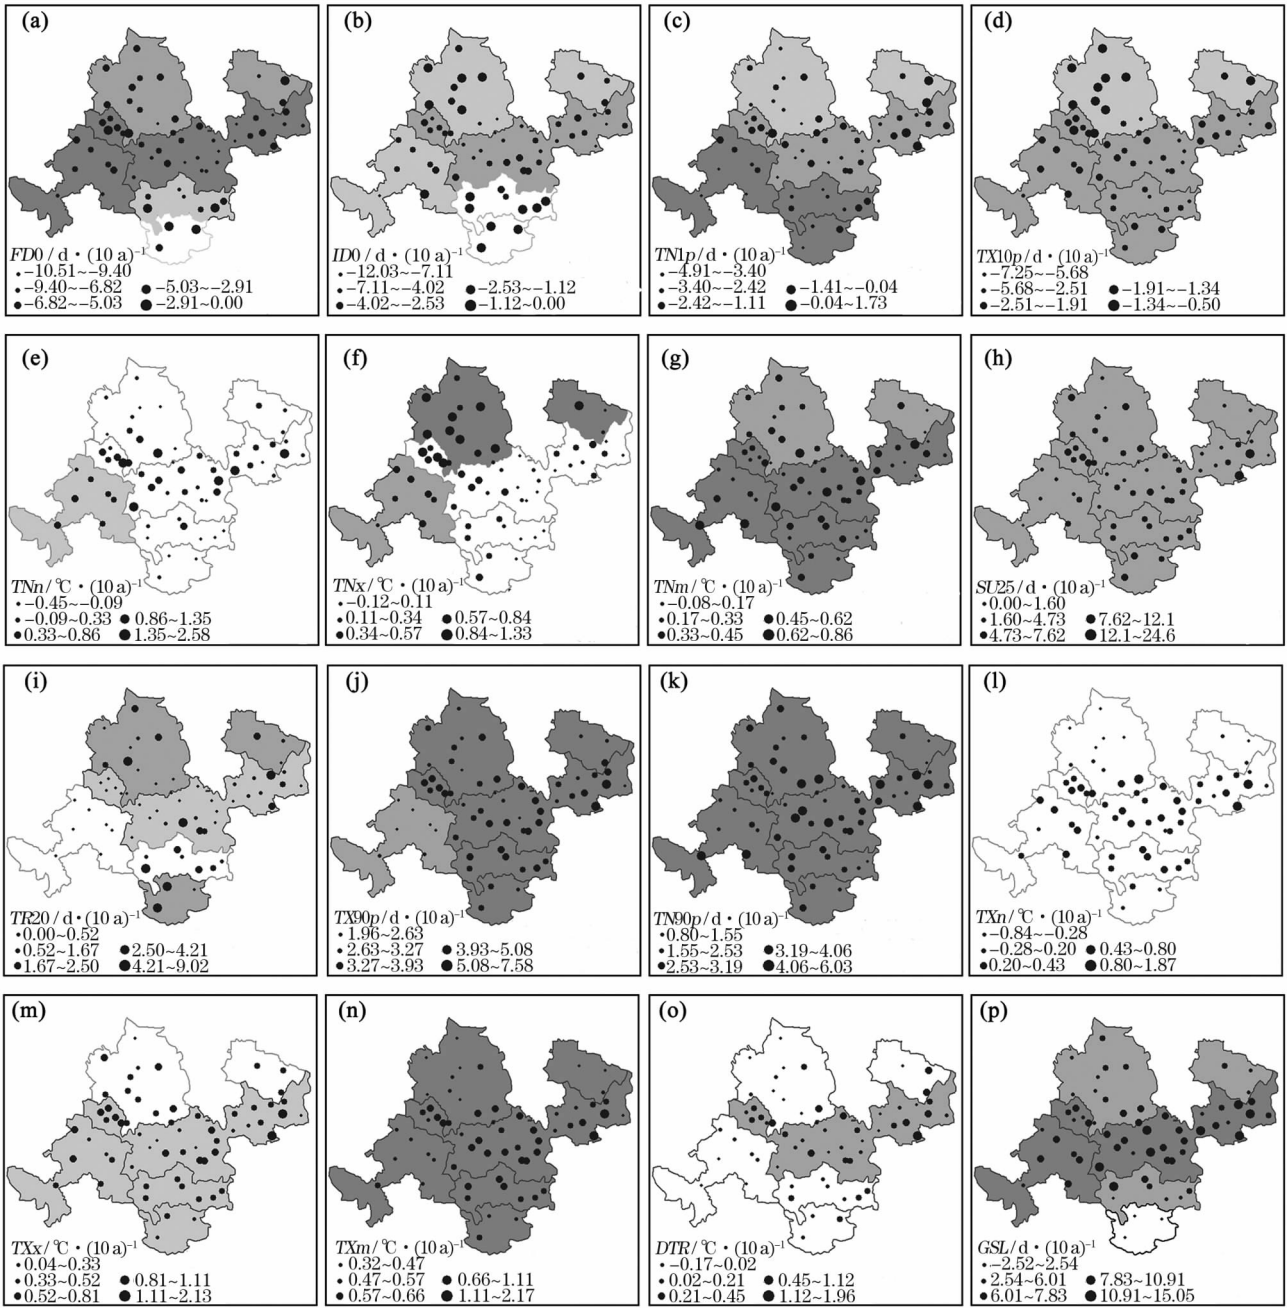 (a)
FD0 / d · (10 a)⁻¹
−10.51~−9.40
−9.40~−6.82 −5.03~−2.91
−6.82~−5.03 −2.91~0.00
(b)
ID0 / d · (10 a)⁻¹
−12.03~−7.11
−7.11~−4.02 −2.53~−1.12
−4.02~−2.53 −1.12~0.00
(c)
TN1p / d · (10 a)⁻¹
−4.91~−3.40
−3.40~−2.42 −1.41~−0.04
−2.42~−1.11 −0.04~1.73
(d)
TX10p / d · (10 a)⁻¹
−7.25~−5.68
−5.68~−2.51 −1.91~−1.34
−2.51~−1.91 −1.34~−0.50
(e)
TNn / ℃ · (10 a)⁻¹
−0.45~−0.09
−0.09~0.33 0.86~1.35
0.33~0.86 1.35~2.58
(f)
TNx / ℃ · (10 a)⁻¹
−0.12~0.11
0.11~0.34 0.57~0.84
0.34~0.57 0.84~1.33
(g)
TNm / ℃ · (10 a)⁻¹
−0.08~0.17
0.17~0.33 0.45~0.62
0.33~0.45 0.62~0.86
(h)
SU25 / d · (10 a)⁻¹
0.00~1.60
1.60~4.73 7.62~12.1
4.73~7.62 12.1~24.6
(i)
TR20 / d · (10 a)⁻¹
0.00~0.52
0.52~1.67 2.50~4.21
1.67~2.50 4.21~9.02
(j)
TX90p / d · (10 a)⁻¹
1.96~2.63
2.63~3.27 3.93~5.08
3.27~3.93 5.08~7.58
(k)
TN90p / d · (10 a)⁻¹
0.80~1.55
1.55~2.53 3.19~4.06
2.53~3.19 4.06~6.03
(l)
TXn / ℃ · (10 a)⁻¹
−0.84~−0.28
−0.28~0.20 0.43~0.80
0.20~0.43 0.80~1.87
(m)
TXx / ℃ · (10 a)⁻¹
0.04~0.33
0.33~0.52 0.81~1.11
0.52~0.81 1.11~2.13
(n)
TXm / ℃ · (10 a)⁻¹
0.32~0.47
0.47~0.57 0.66~1.11
0.57~0.66 1.11~2.17
(o)
DTR / ℃ · (10 a)⁻¹
−0.17~0.02
0.02~0.21 0.45~1.12
0.21~0.45 1.12~1.96
(p)
GSL / d · (10 a)⁻¹
−2.52~2.54
2.54~6.01 7.83~10.91
6.01~7.83 10.91~15.05